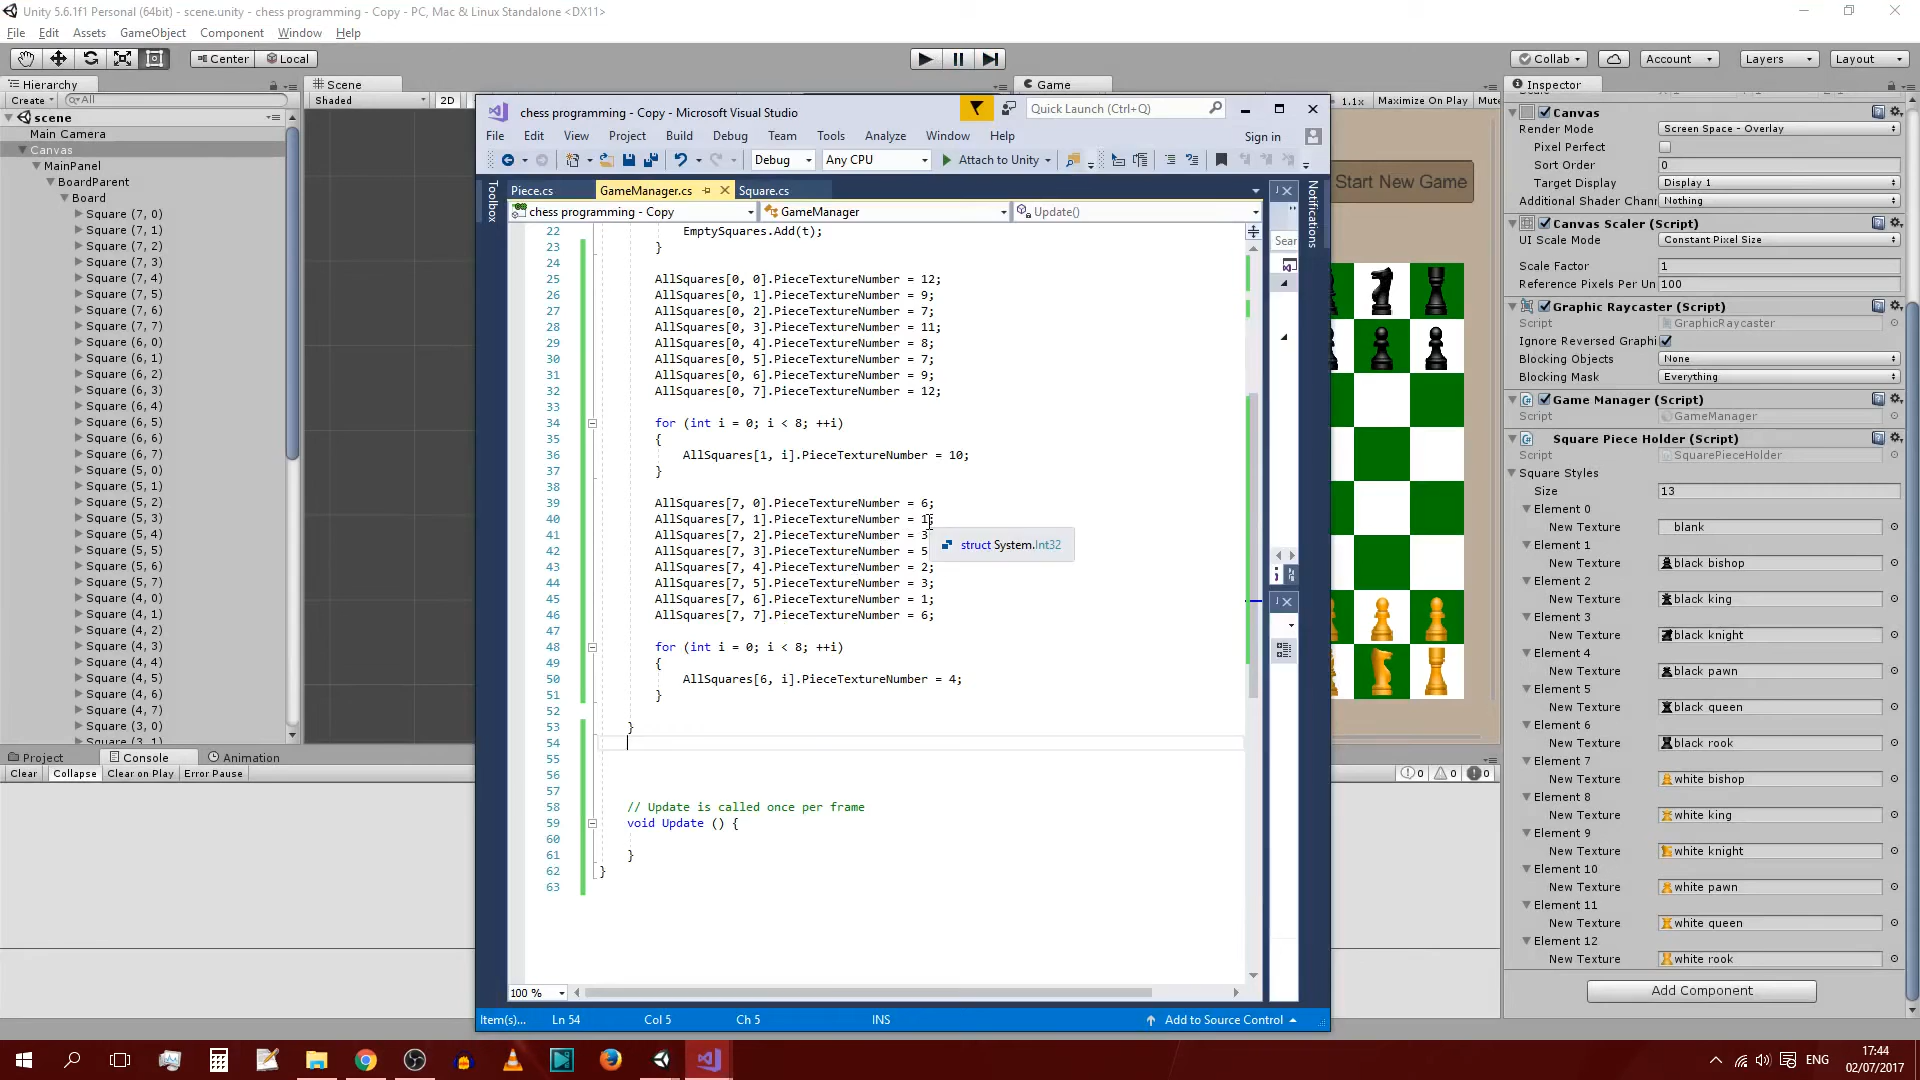 Unity 5.6.1f1 Personal (64bit) - scene.unity - chess programming - Copy - PC, Mac & Linux Standalone <DX11>
File Edit Assets GameObject Component Window Help
Center Local
Collab Account Layers Layout
Hierarchy
Create All
scene
Main Camera
Canvas
MainPanel
BoardParent
Board
Square (7, 0)
Square (7, 1)
Square (7, 2)
Square (7, 3)
Square (7, 4)
Square (7, 5)
Square (7, 6)
Square (7, 7)
Square (6, 0)
Square (6, 1)
Square (6, 2)
Square (6, 3)
Square (6, 4)
Square (6, 5)
Square (6, 6)
Square (6, 7)
Square (5, 0)
Square (5, 1)
Square (5, 2)
Square (5, 3)
Square (5, 4)
Square (5, 5)
Square (5, 6)
Square (5, 7)
Square (4, 0)
Square (4, 1)
Square (4, 2)
Square (4, 3)
Square (4, 4)
Square (4, 5)
Square (4, 6)
Square (4, 7)
Square (3, 0)
Square (3, 1)
Scene
Shaded 2D
Game
1.1x Maximize On Play Mute
Start New Game
chess programming - Copy - Microsoft Visual Studio
Quick Launch (Ctrl+Q)
File Edit View Project Build Debug Team Tools Analyze Window Help
Sign in
Debug Any CPU Attach to Unity
Toolbox
Notifications
Sear
Piece.cs GameManager.cs Square.cs
chess programming - Copy GameManager Update()
22 EmptySquares.Add(t);
23 }
24
25 AllSquares[0, 0].PieceTextureNumber = 12;
26 AllSquares[0, 1].PieceTextureNumber = 9;
27 AllSquares[0, 2].PieceTextureNumber = 7;
28 AllSquares[0, 3].PieceTextureNumber = 11;
29 AllSquares[0, 4].PieceTextureNumber = 8;
30 AllSquares[0, 5].PieceTextureNumber = 7;
31 AllSquares[0, 6].PieceTextureNumber = 9;
32 AllSquares[0, 7].PieceTextureNumber = 12;
33
34 for (int i = 0; i < 8; ++i)
35 {
36 AllSquares[1, i].PieceTextureNumber = 10;
37 }
38
39 AllSquares[7, 0].PieceTextureNumber = 6;
40 AllSquares[7, 1].PieceTextureNumber = 1;
41 AllSquares[7, 2].PieceTextureNumber = 3
42 AllSquares[7, 3].PieceTextureNumber = 5
43 AllSquares[7, 4].PieceTextureNumber = 2;
44 AllSquares[7, 5].PieceTextureNumber = 3;
45 AllSquares[7, 6].PieceTextureNumber = 1;
46 AllSquares[7, 7].PieceTextureNumber = 6;
47
48 for (int i = 0; i < 8; ++i)
49 {
50 AllSquares[6, i].PieceTextureNumber = 4;
51 }
52
53 }
54
55
56
57
58 // Update is called once per frame
59 void Update () {
60
61 }
62 }
63
struct System.Int32
100 %
Item(s)... Ln 54 Col 5 Ch 5 INS Add to Source Control
Project Console Animation
Clear Collapse Clear on Play Error Pause
0 0 0
Inspector
Canvas
Render Mode Screen Space - Overlay
Pixel Perfect
Sort Order 0
Target Display Display 1
Additional Shader Chann Nothing
Canvas Scaler (Script)
UI Scale Mode Constant Pixel Size
Scale Factor 1
Reference Pixels Per Un 100
Graphic Raycaster (Script)
Script GraphicRaycaster
Ignore Reversed Graphi
Blocking Objects None
Blocking Mask Everything
Game Manager (Script)
Script GameManager
Square Piece Holder (Script)
Script SquarePieceHolder
Square Styles
Size 13
Element 0
New Texture blank
Element 1
New Texture black bishop
Element 2
New Texture black king
Element 3
New Texture black knight
Element 4
New Texture black pawn
Element 5
New Texture black queen
Element 6
New Texture black rook
Element 7
New Texture white bishop
Element 8
New Texture white king
Element 9
New Texture white knight
Element 10
New Texture white pawn
Element 11
New Texture white queen
Element 12
New Texture white rook
Add Component
ENG
17:44
02/07/2017